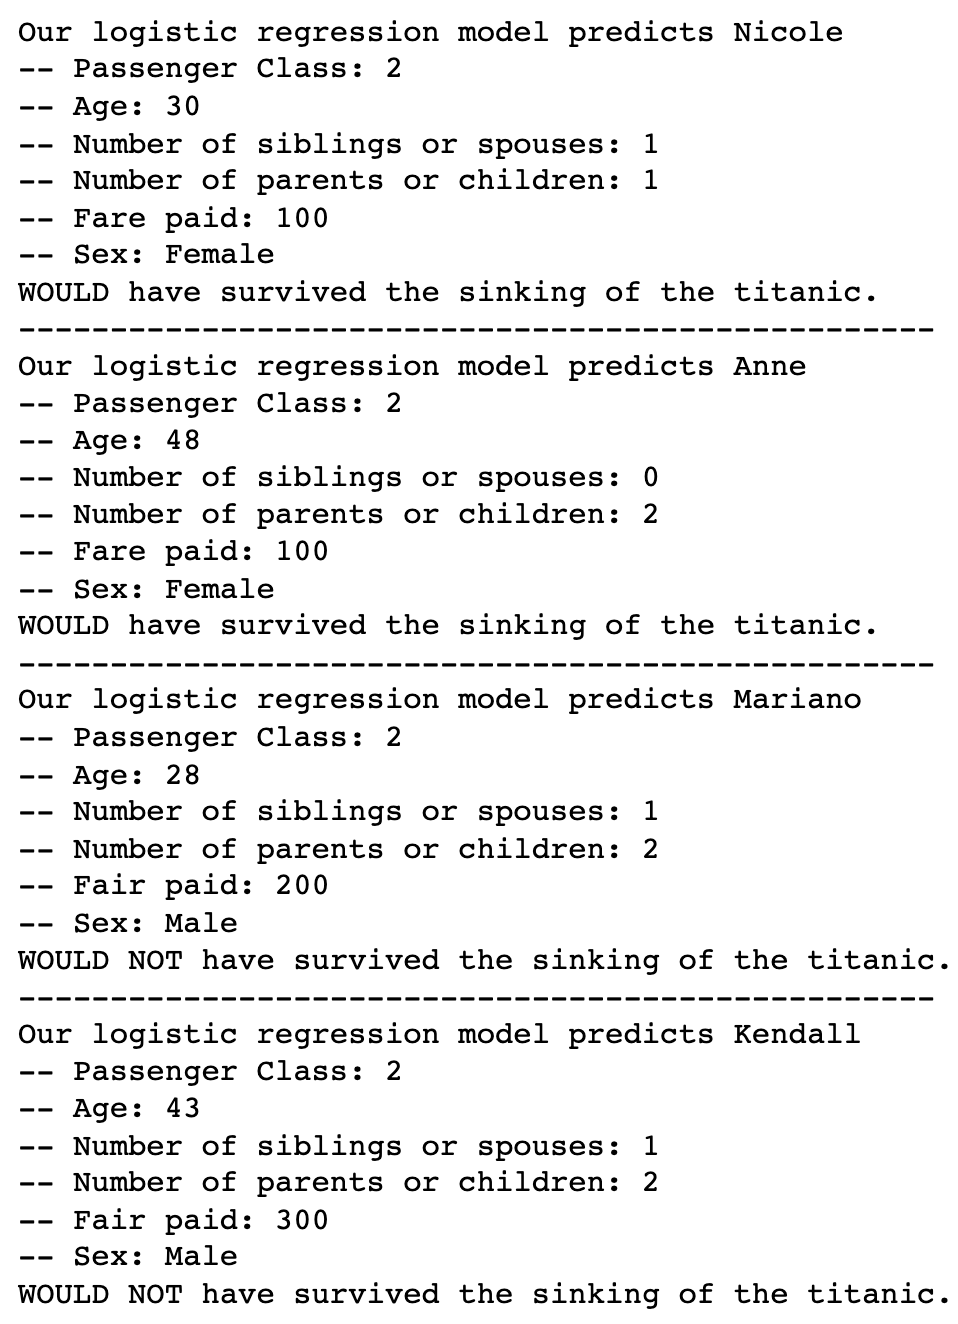 Our logistic regression model predicts Nicole
-- Passenger Class: 2
-- Age: 30
-- Number of siblings or spouses: 1
-- Number of parents or children: 1
-- Fare paid: 100
-- Sex: Female
WOULD have survived the sinking of the titanic.
--------------------------------------------------
Our logistic regression model predicts Anne
-- Passenger Class: 2
-- Age: 48
-- Number of siblings or spouses: 0
-- Number of parents or children: 2
-- Fare paid: 100
-- Sex: Female
WOULD have survived the sinking of the titanic.
--------------------------------------------------
Our logistic regression model predicts Mariano
-- Passenger Class: 2
-- Age: 28
-- Number of siblings or spouses: 1
-- Number of parents or children: 2
-- Fair paid: 200
-- Sex: Male
WOULD NOT have survived the sinking of the titanic.
--------------------------------------------------
Our logistic regression model predicts Kendall
-- Passenger Class: 2
-- Age: 43
-- Number of siblings or spouses: 1
-- Number of parents or children: 2
-- Fair paid: 300
-- Sex: Male
WOULD NOT have survived the sinking of the titanic.